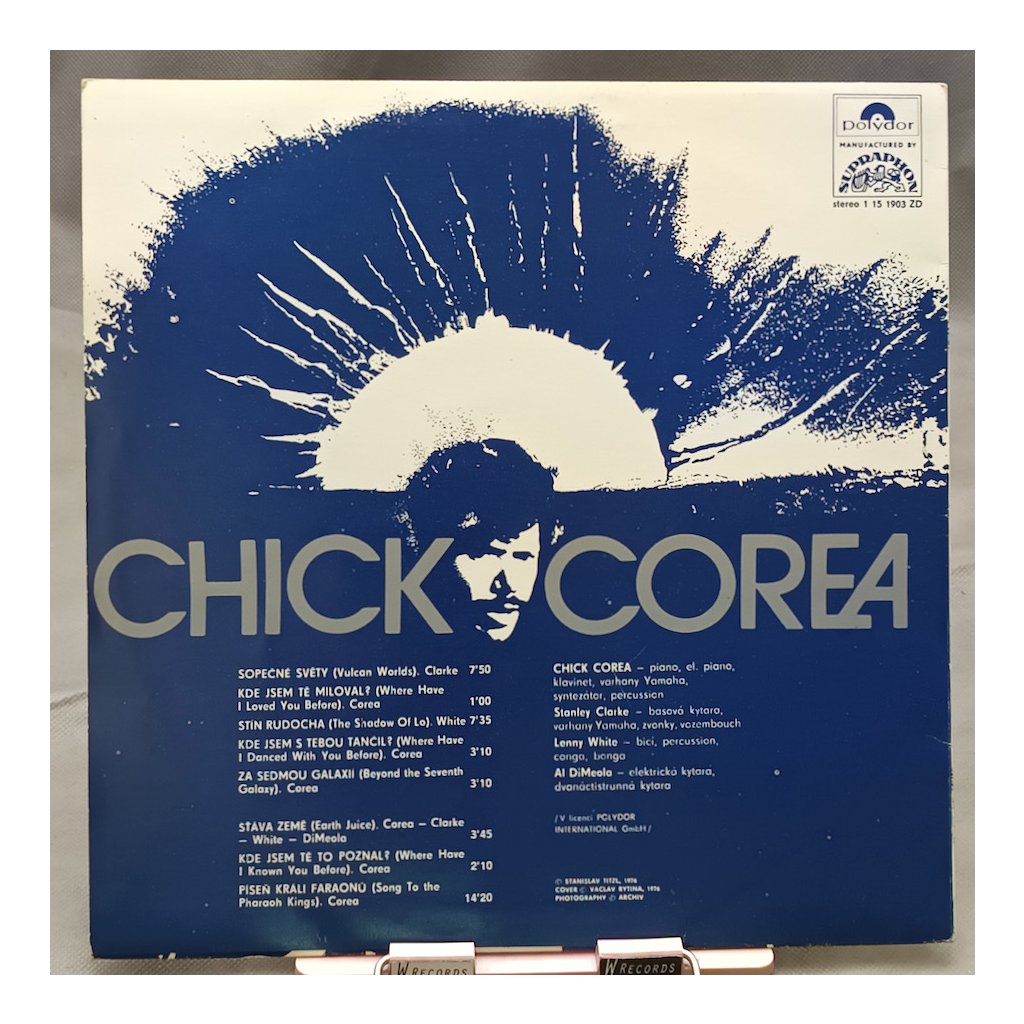 Polydor
MANUFACTURED BY
SUPRAPHON
stereo 1 15 1903 ZD
CHICK COREA
SOPEČNÉ SVĚTY (Vulcan Worlds). Clarke 7'50
KDE JSEM TĚ MILOVAL? (Where Have
I Loved You Before). Corea 1'00
STÍN RUDOCHA (The Shadow Of Lo). White 7'35
KDE JSEM S TEBOU TANČIL? (Where Have
I Danced With You Before). Corea 3'10
ZA SEDMOU GALAXII (Beyond the Seventh
Galaxy). Corea 3'10
SŤÁVA ZEMĚ (Earth Juice). Corea – Clarke
– White – DiMeola 3'45
KDE JSEM TĚ TO POZNAL? (Where Have
I Known You Before). Corea 2'10
PÍSEŇ KRÁLI FARAONŮ (Song To the
Pharaoh Kings). Corea 14'20
CHICK COREA – piano, el. piano,
klavinet, varhany Yamaha,
syntezátor, percussion
Stanley Clarke – basová kytara,
varhany Yamaha, zvonky, vozembouch
Lenny White – bicí, percussion,
conga, bonga
Al DiMeola – elektrická kytara,
dvanáctistrunná kytara
/V licenci POLYDOR
INTERNATIONAL GmbH/
© STANISLAV TITZL, 1976
COVER © VACLAV RYTINA, 1976
PHOTOGRAPHY © ARCHIV
W RECORDS
W RECORDS